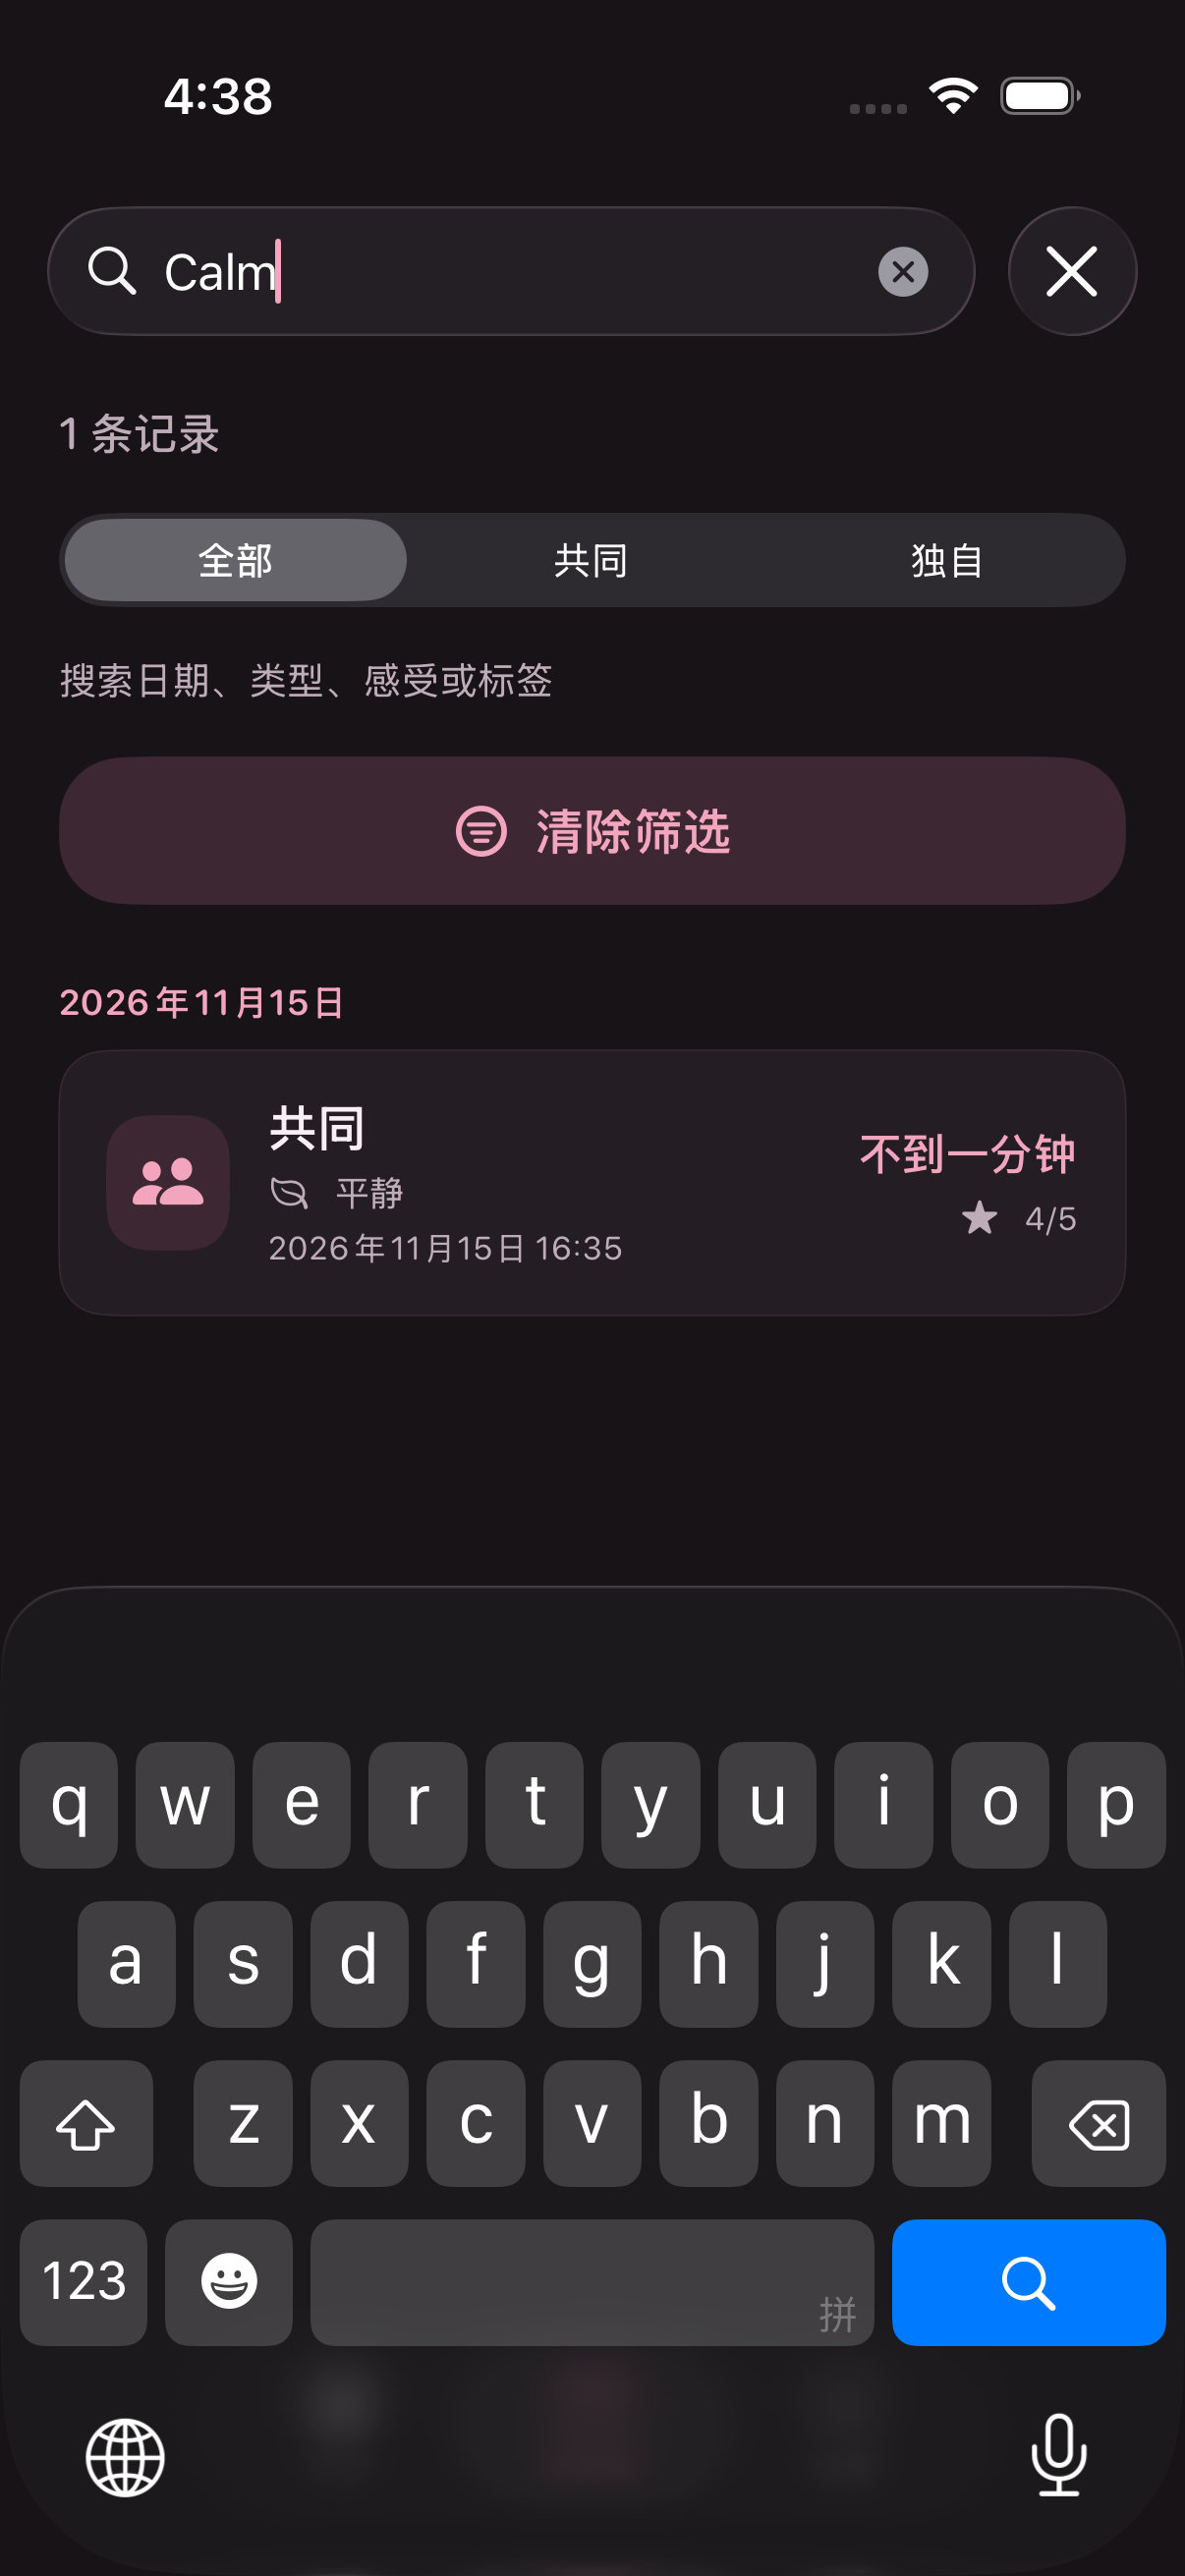 4:38
Calm
1 条记录
全部 共同 独自
搜索日期、类型、感受或标签
清除筛选
2026年11月15日
共同
不到一分钟
平静
4/5
2026年11月15日 16:35
q w e r t y u i o p
a s d f g h j k l
z x c v b n m
123
拼